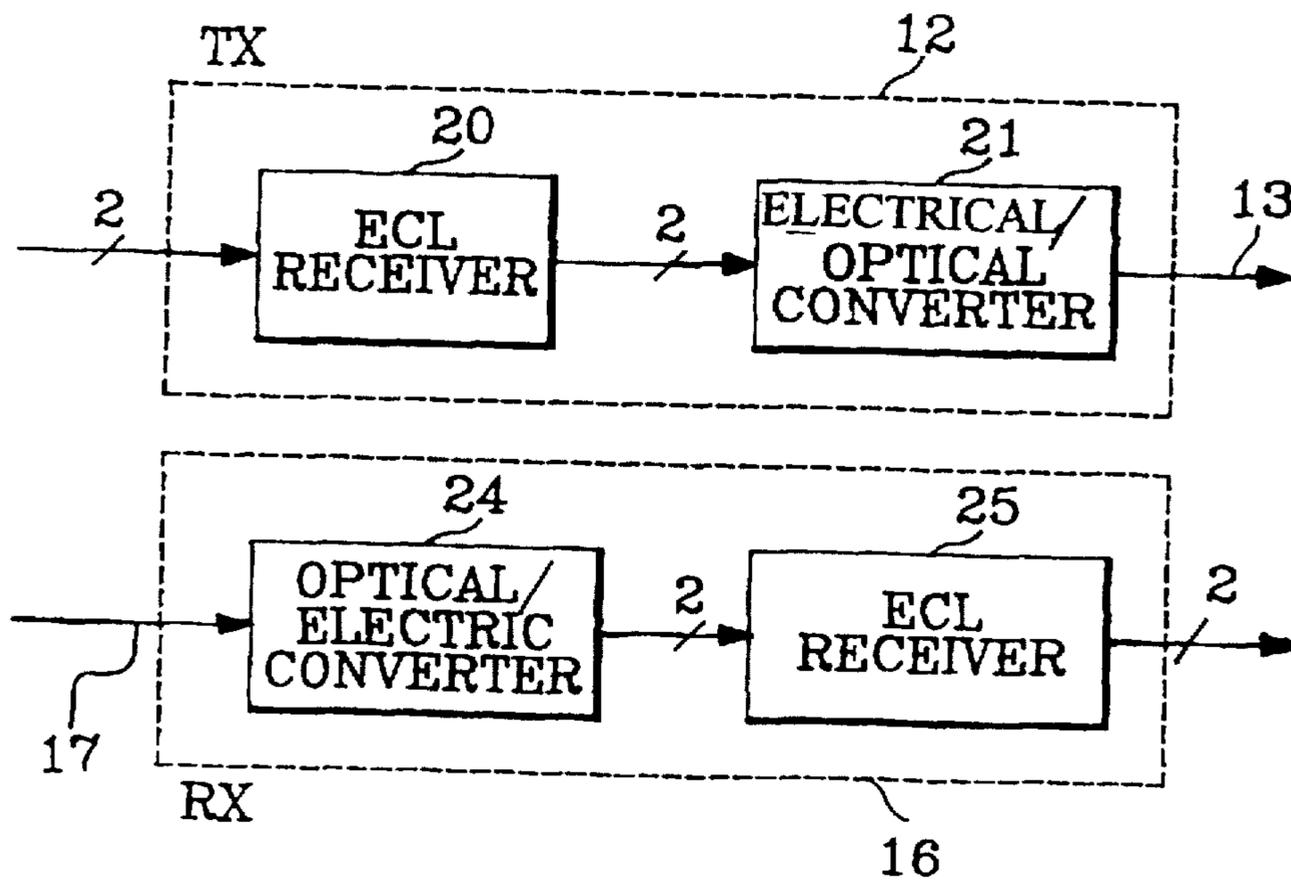 TX
12
20
21
2
ECL
RECEIVER
2
ELECTRICAL/
OPTICAL
CONVERTER
13
24
25
OPTICAL/
ELECTRIC
CONVERTER
2
ECL
RECEIVER
2
17
RX
16